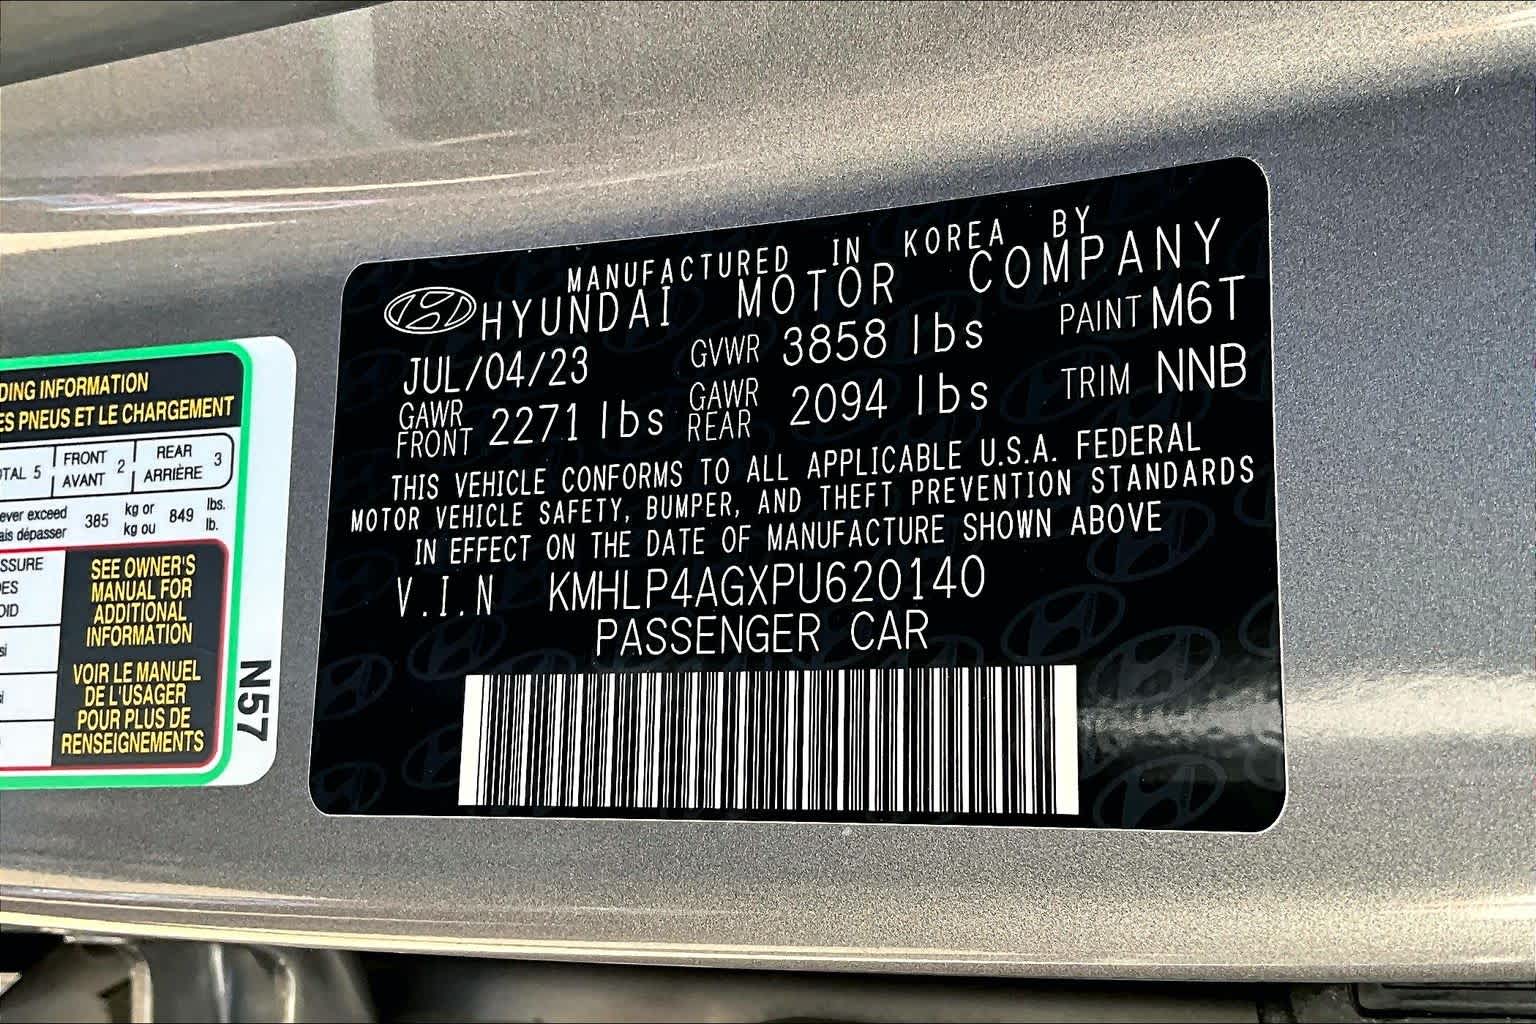 MANUFACTURED IN KOREA BY
HYUNDAI MOTOR COMPANY
JUL/04/23 GVWR 3858 lbs PAINT M6T
GAWR FRONT 2271 lbs GAWR REAR 2094 lbs TRIM NNB
THIS VEHICLE CONFORMS TO ALL APPLICABLE U.S.A. FEDERAL
MOTOR VEHICLE SAFETY, BUMPER, AND THEFT PREVENTION STANDARDS
IN EFFECT ON THE DATE OF MANUFACTURE SHOWN ABOVE
V.I.N KMHLP4AGXPU620140
PASSENGER CAR
DING INFORMATION
ES PNEUS ET LE CHARGEMENT
OTAL 5 FRONT AVANT 2 REAR ARRIÈRE 3
ever exceed
ais dépasser 385 kg or kg ou 849 lbs. lb.
SSURE
DES
OID
SEE OWNER'S
MANUAL FOR
ADDITIONAL
INFORMATION
VOIR LE MANUEL
DE L'USAGER
POUR PLUS DE
RENSEIGNEMENTS
N57